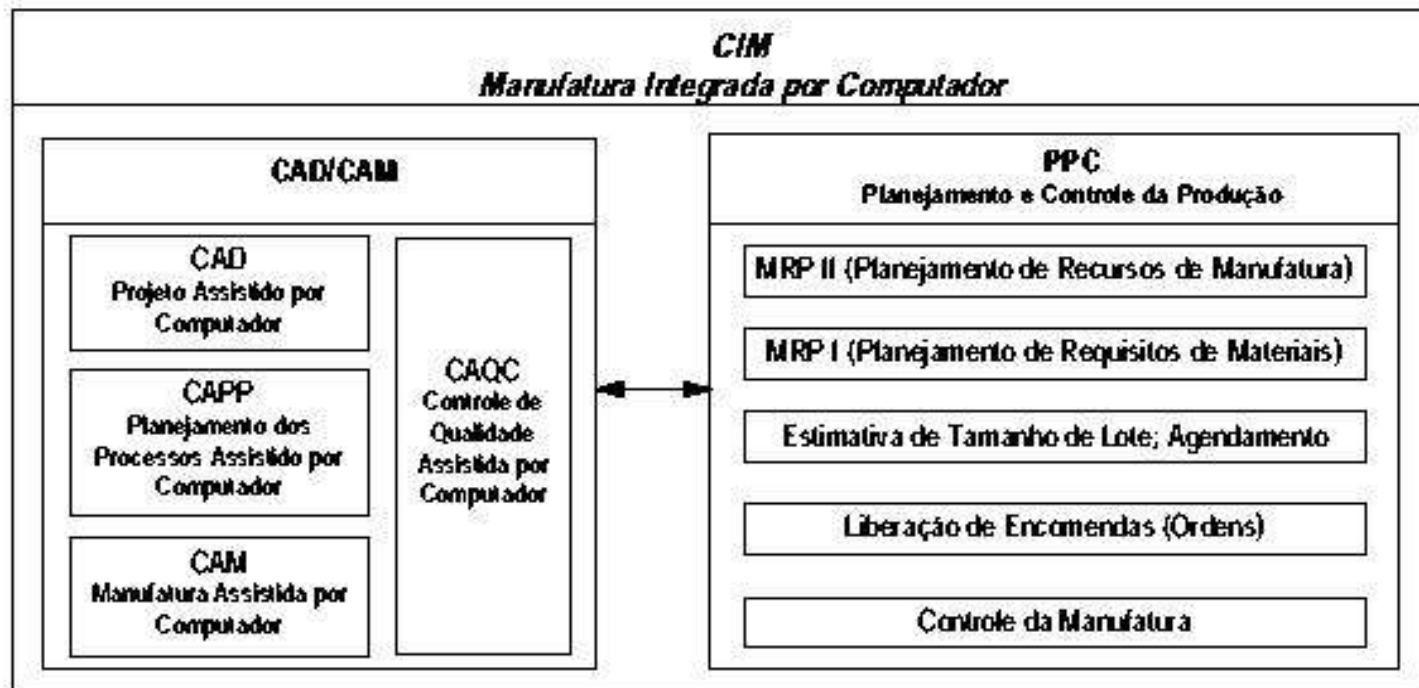 CIM
Manufatura Integrada por Computador
CAD/CAM
CAD
Projeto Assistido por
Computador
CAPP
Planejamento dos
Processos Assistido por
Computador
CAM
Manufatura Assistida por
Computador
CAQC
Controle de
Qualidade
Assistida por
Computador
PPC
Planejamento e Controle da Produção
MRP II (Planejamento de Recursos de Manufatura)
MRP I (Planejamento de Requisitos de Materiais)
Estimativa de Tamanho de Lote; Agendamento
Liberação de Encomendas (Ordens)
Controle da Manufatura